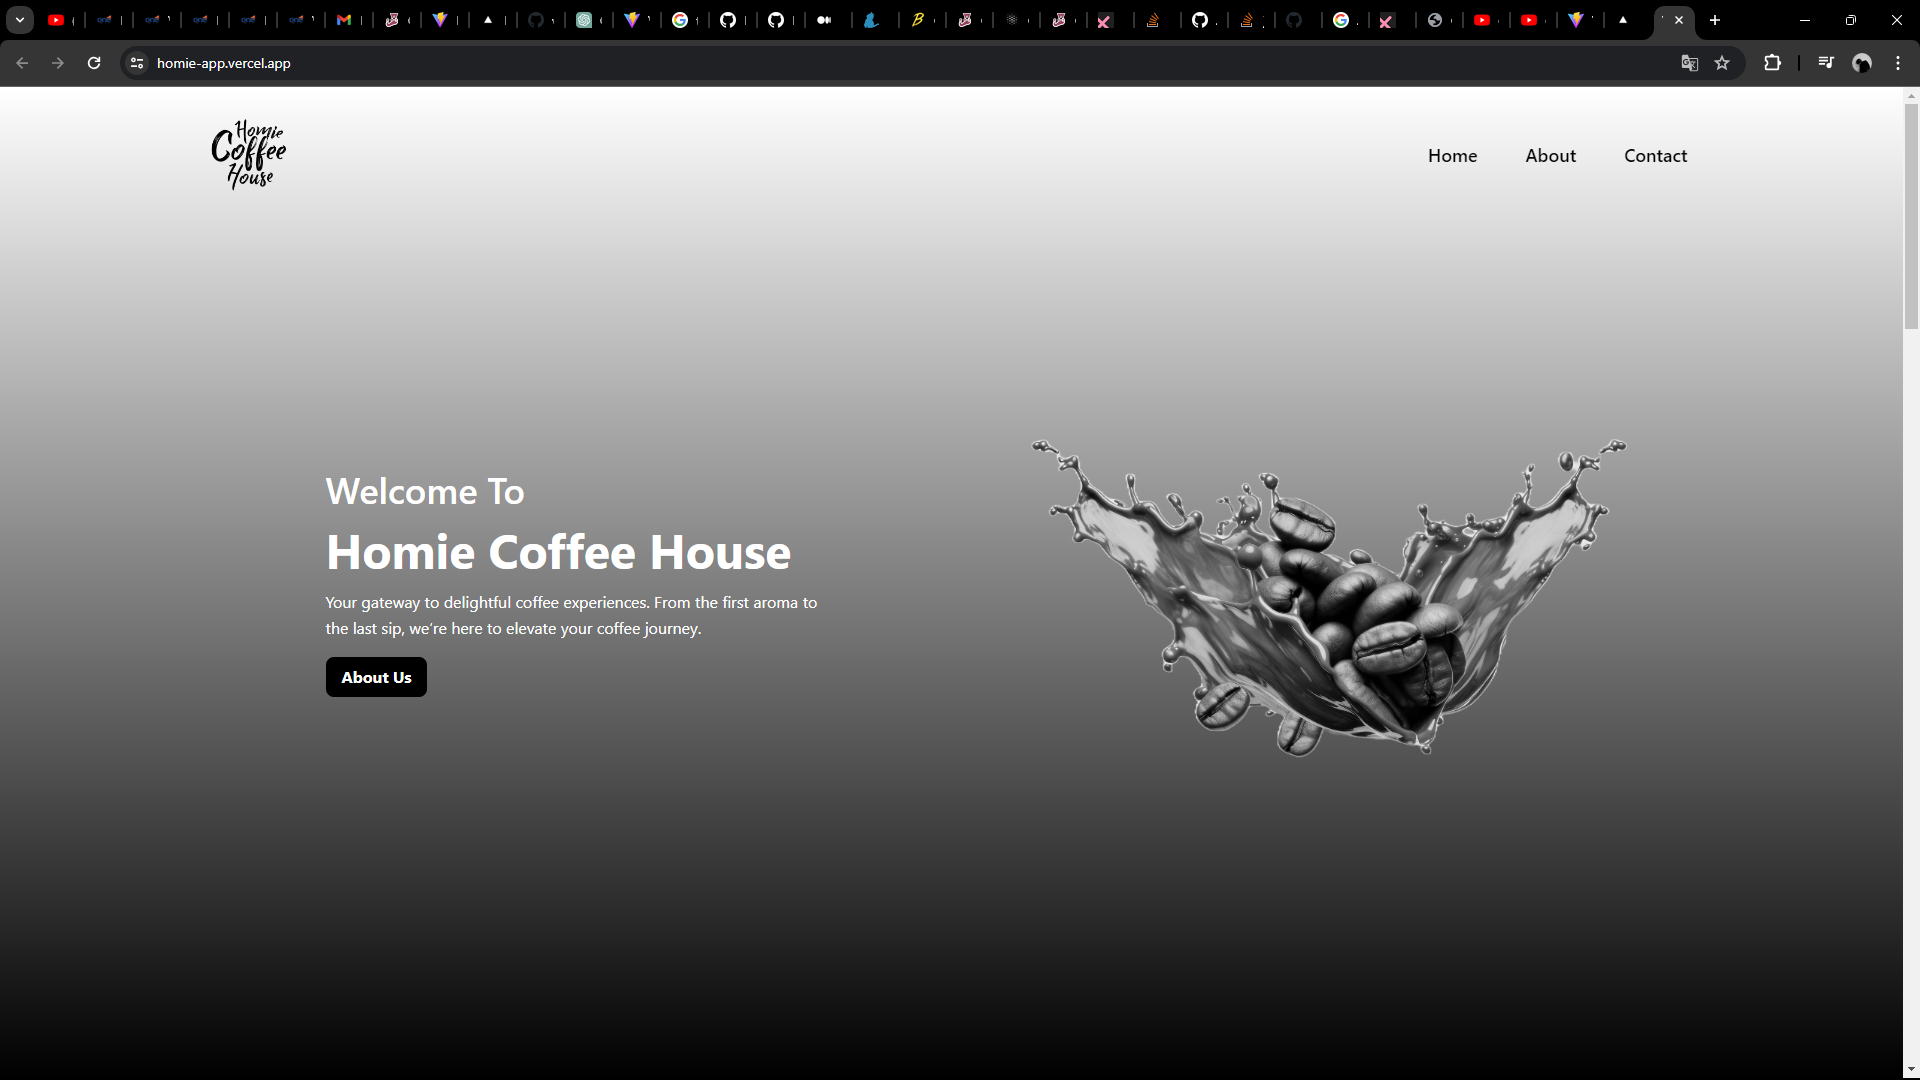 homie-app.vercel.app
Homie
Coffee
House
Home About Contact
Welcome To
Homie Coffee House
Your gateway to delightful coffee experiences. From the first aroma to
the last sip, we're here to elevate your coffee journey.
About Us